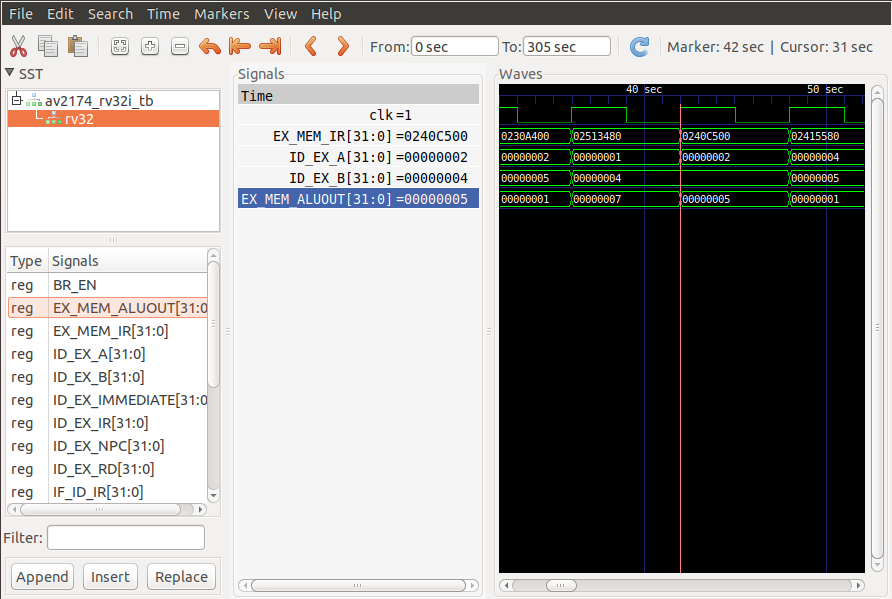 File Edit Search Time Markers View Help
From: 0 sec To: 305 sec Marker: 42 sec | Cursor: 31 sec
SST
av2174_rv32i_tb
rv32
Type Signals
reg BR_EN
reg EX_MEM_ALUOUT[31:0
reg EX_MEM_IR[31:0]
reg ID_EX_A[31:0]
reg ID_EX_B[31:0]
reg ID_EX_IMMEDIATE[31:0
reg ID_EX_IR[31:0]
reg ID_EX_NPC[31:0]
reg ID_EX_RD[31:0]
reg IF_ID_IR[31:0]
Filter:
Append Insert Replace
Signals
Time
clk =1
EX_MEM_IR[31:0] =0240C500
ID_EX_A[31:0] =00000002
ID_EX_B[31:0] =00000004
EX_MEM_ALUOUT[31:0] =00000005
Waves
40 sec 50 sec
0230A400 02513480 0240C500 02415580
00000002 00000001 00000002 00000004
00000005 00000004 00000005
00000001 00000007 00000005 00000001